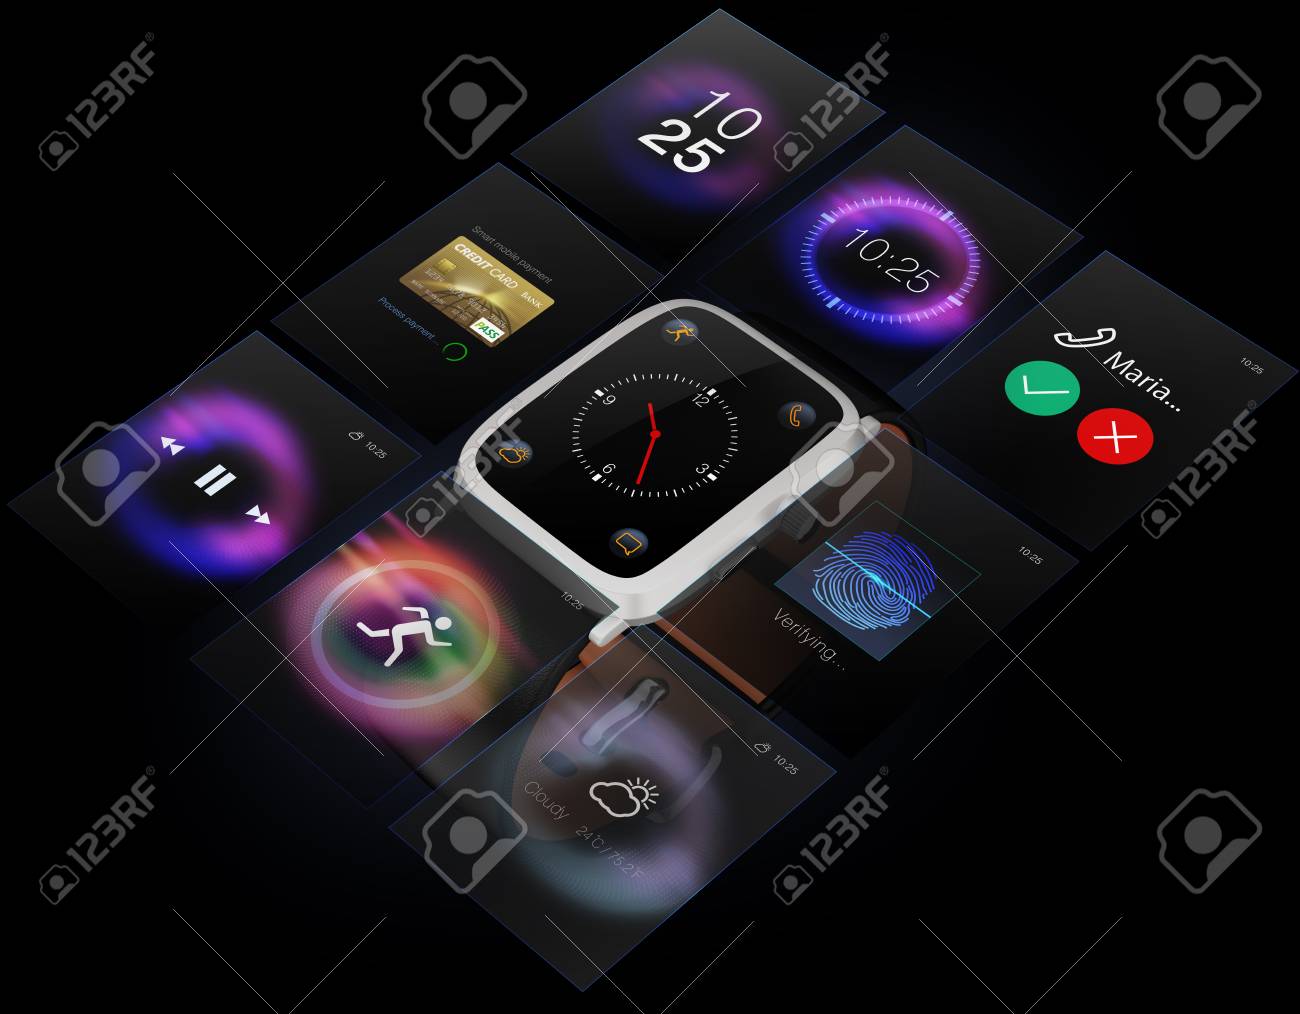 10
25
10:25
Smart mobile payment
CREDIT CARD
BANK
PASS
Process payment...
10:25
Maria...
10:25
12
3
6
9
10:25
10:25
Verifying...
10:25
Cloudy
24°C / 75.2°F
123RF
123RF
123RF
123RF
123RF
123RF